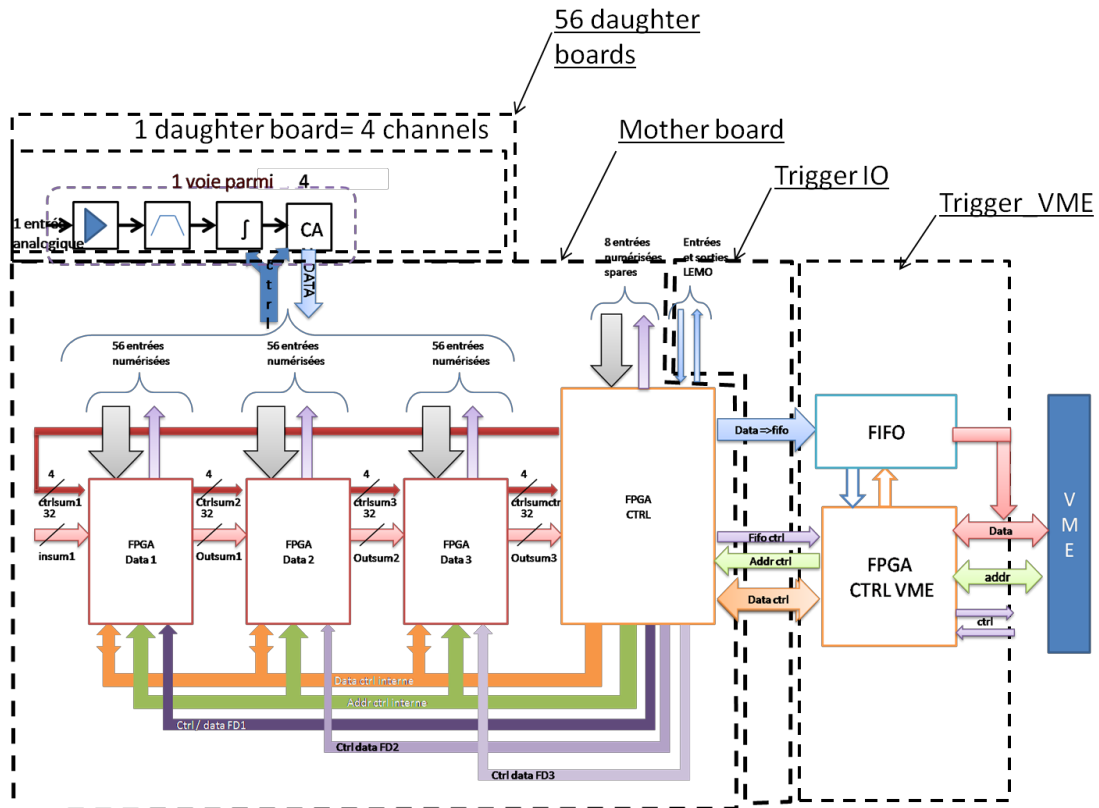 56 daughter
boards
1 daughter board= 4 channels
Mother board
Trigger IO
Trigger_VME
1 voie parmi 4
1 entrée
analogique
∫
CA
ctrl
DATA
8 entrées
numérisées
spares
Entrées
et sorties
LEMO
56 entrées
numérisées
56 entrées
numérisées
56 entrées
numérisées
4
ctrlsum1
32
insum1
FPGA
Data 1
4
Ctrlsum2
32
Outsum1
FPGA
Data 2
4
ctrlsum3
32
Outsum2
FPGA
Data 3
4
ctrlsumctr
32
Outsum3
FPGA
CTRL
Data =>fifo
FIFO
Fifo ctrl
Addr ctrl
Data ctrl
FPGA
CTRL VME
Data
addr
ctrl
VME
Data ctrl interne
Addr ctrl interne
Ctrl / data FD1
Ctrl data FD2
Ctrl data FD3